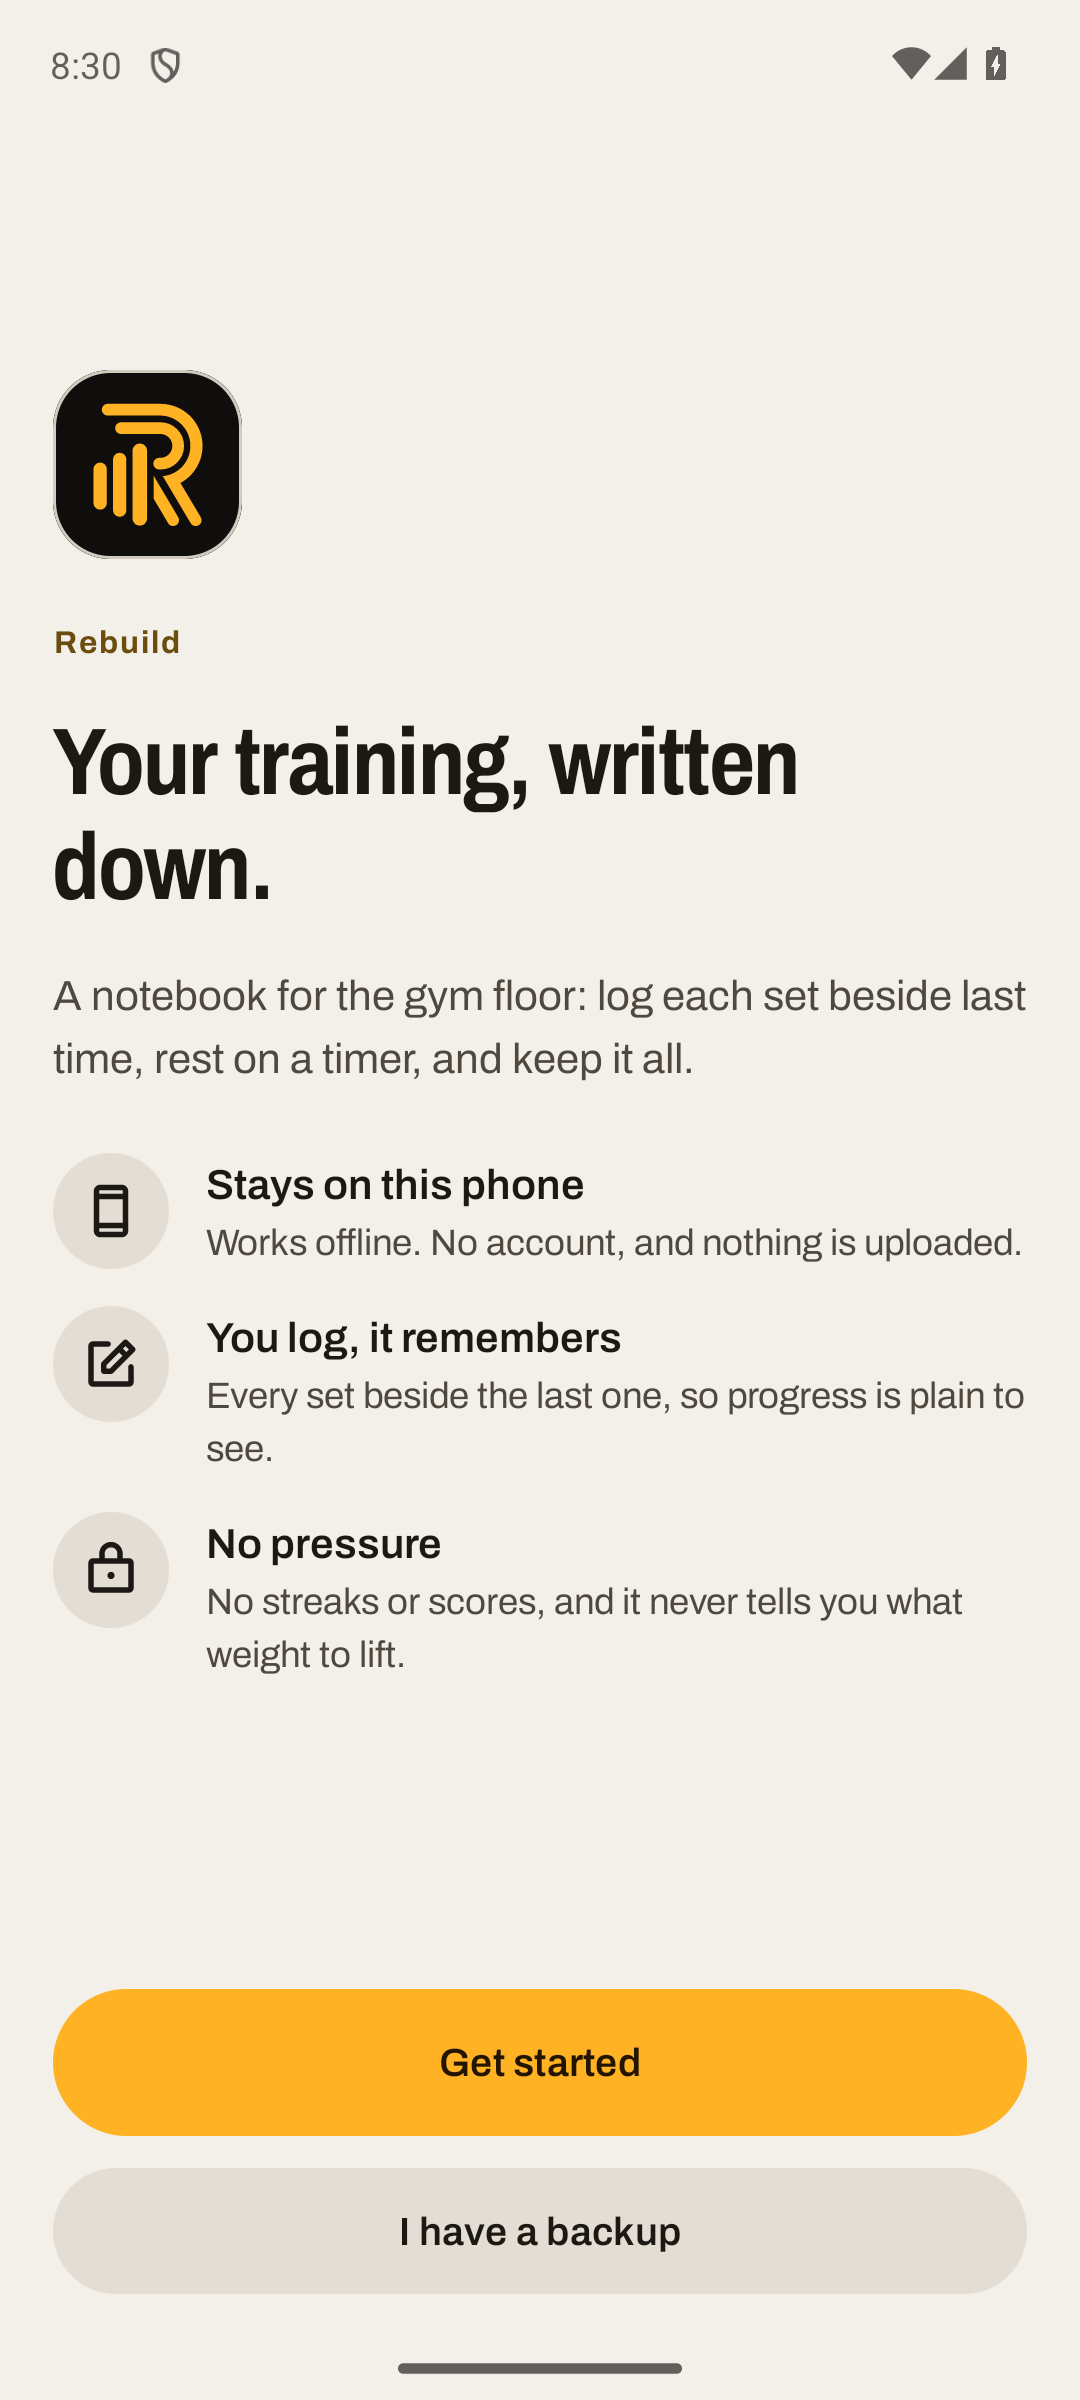 8:30
Rebuild
Your training, written
down.
A notebook for the gym floor: log each set beside last
time, rest on a timer, and keep it all.
Stays on this phone
Works offline. No account, and nothing is uploaded.
You log, it remembers
Every set beside the last one, so progress is plain to
see.
No pressure
No streaks or scores, and it never tells you what
weight to lift.
Get started
I have a backup